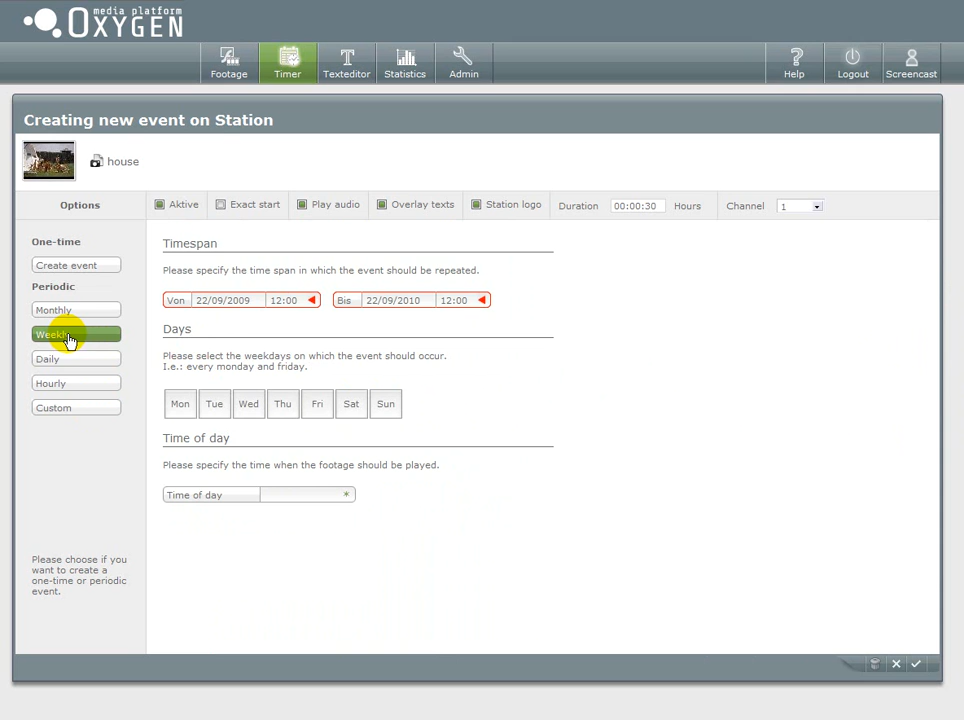 media platform
OXYGEN
Footage
Timer
Texteditor
Statistics
Admin
Help
Logout
Screencast
Creating new event on Station
house
Options
Aktive
Exact start
Play audio
Overlay texts
Station logo
Duration 00:00:30 Hours
Channel 1
One-time
Create event
Periodic
Monthly
Weekly
Daily
Hourly
Custom
Please choose if you
want to create a
one-time or periodic
event.
Timespan
Please specify the time span in which the event should be repeated.
Von 22/09/2009 12:00
Bis 22/09/2010 12:00
Days
Please select the weekdays on which the event should occur.
I.e.: every monday and friday.
Mon Tue Wed Thu Fri Sat Sun
Time of day
Please specify the time when the footage should be played.
Time of day *